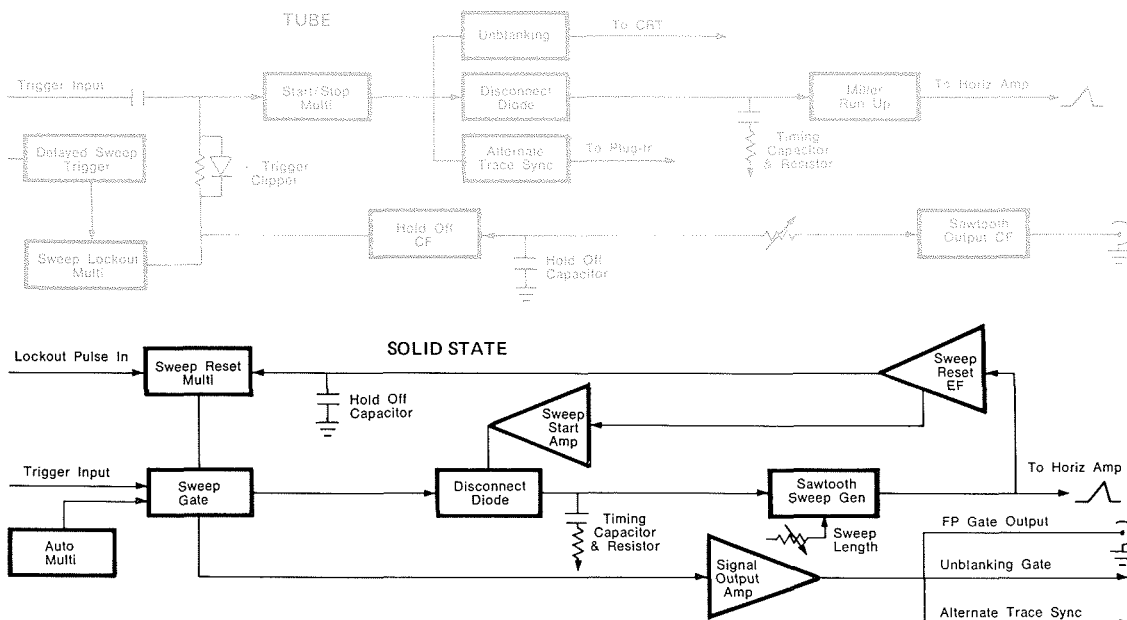 TUBE
Unblanking
To CRT
Trigger Input
Start/Stop
Multi
Disconnect
Diode
Miller
Run Up
To Horiz Amp
Delayed Sweep
Trigger
Trigger
Clipper
Alternate
Trace Sync
To Plug-In
Timing
Capacitor
& Resistor
Sweep Lockout
Multi
Hold Off
CF
Hold Off
Capacitor
Sawtooth
Output CF
SOLID STATE
Lockout Pulse In
Sweep Reset
Multi
Hold Off
Capacitor
Sweep
Start
Amp
Sweep
Reset
EF
Trigger Input
Sweep
Gate
Disconnect
Diode
Sawtooth
Sweep Gen
To Horiz Amp
Auto
Multi
Timing
Capacitor
& Resistor
Sweep
Length
Signal
Output
Amp
FP Gate Output
Unblanking Gate
Alternate Trace Sync